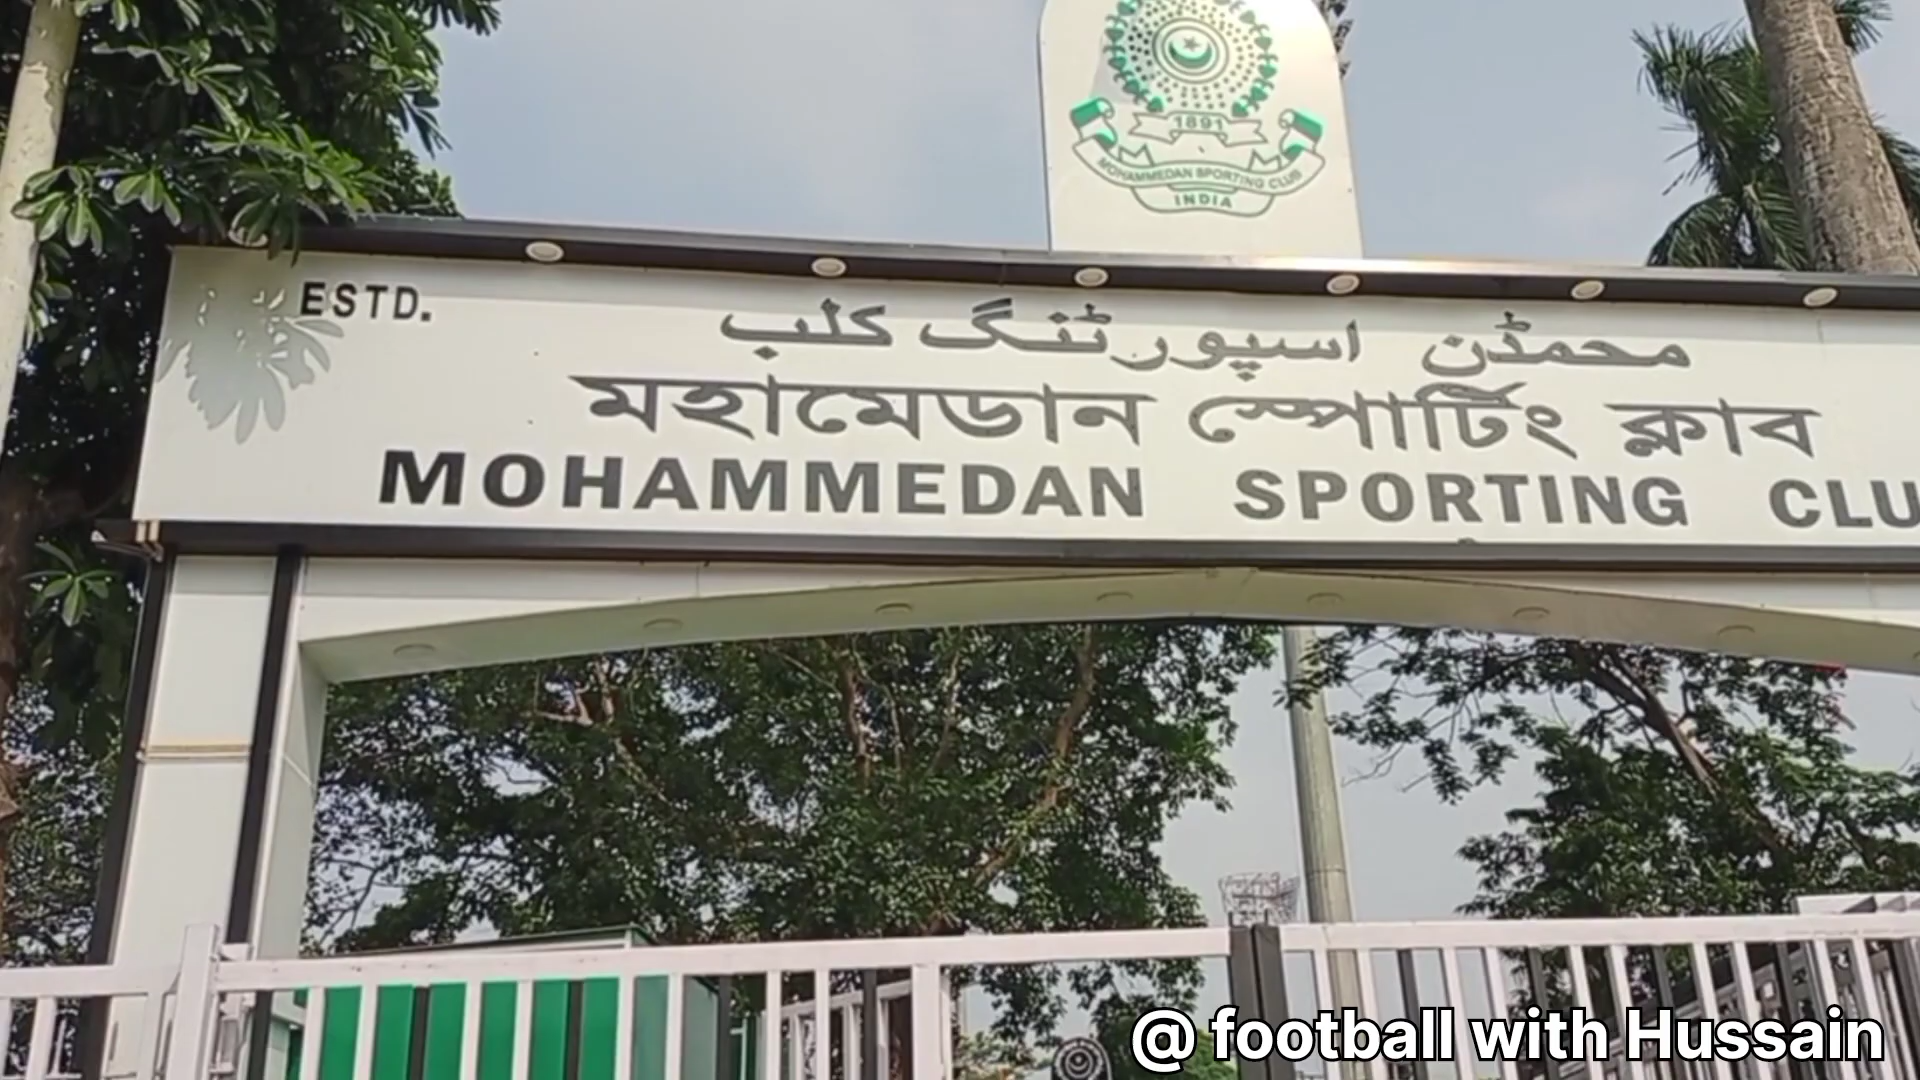 1891
MOHAMMEDAN SPORTING CLUB
INDIA
ESTD.
محمڈن اسپورٹنگ کلب
মহামেডান স্পোর্টিং ক্লাব
MOHAMMEDAN SPORTING CLU
@ football with Hussain